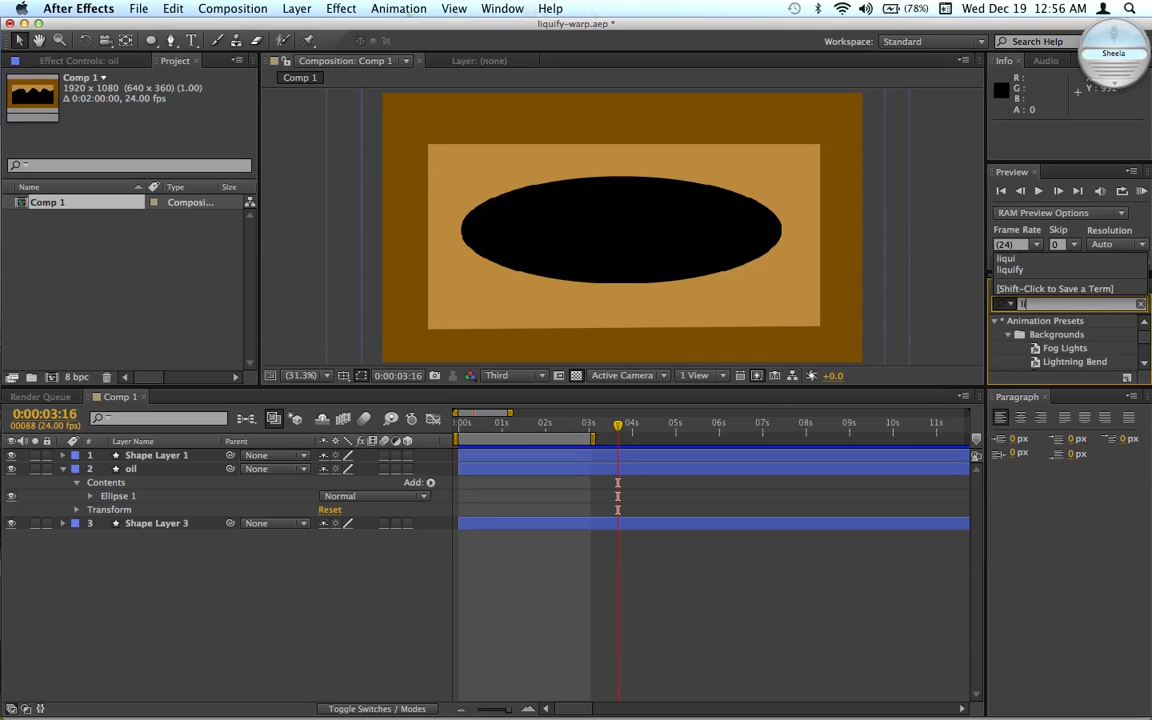 After Effects File Edit Composition Layer Effect Animation View Window Help (78%) Wed Dec 19 12:56 AM
liquify-warp.aep *
Workspace: Standard Search Help
Sheela
Effect Controls: oil Project Composition: Comp 1 Layer: (none) Info Audio
Comp 1
Comp 1▾
1920 x 1080 (640 x 360) (1.00)
Δ 0:02:00:00, 24.00 fps
R :
G :
B :
A : 0
Name Type Size
Comp 1 Composi...
Preview
RAM Preview Options
Frame Rate Skip Resolution
(24) 0 Auto
liqui
liquify
[Shift-Click to Save a Term]
li
* Animation Presets
Backgrounds
Fog Lights
Lightning Bend
8 bpc (31.3%) 0:00:03:16 Third Active Camera 1 View +0.0
Render Queue Comp 1 Paragraph
0:00:03:16
00088 (24.00 fps)
:00s 01s 02s 03s 04s 05s 06s 07s 08s 09s 10s 11s
# Layer Name Parent
1 Shape Layer 1 None
2 oil None
Contents Add:
Ellipse 1 Normal
Transform Reset
3 Shape Layer 3 None
0 px 0 px 0 px
0 px 0 px
Toggle Switches / Modes